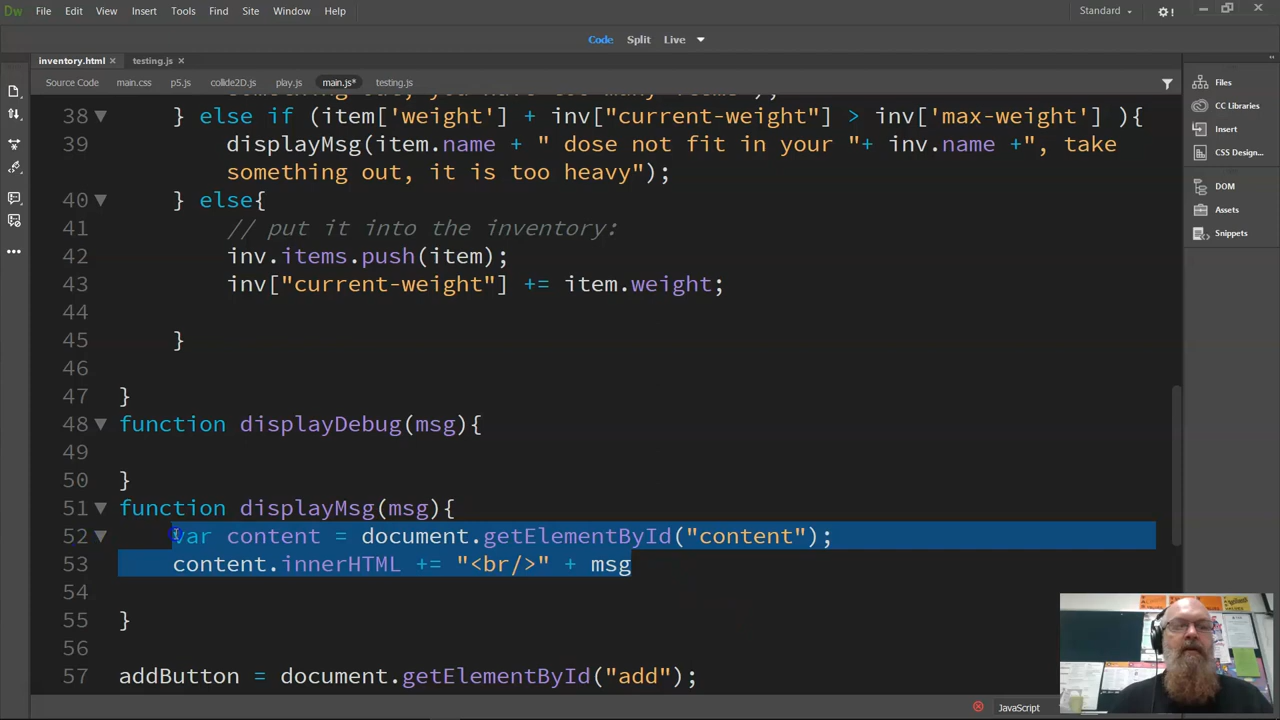 Dw File Edit View Insert Tools Find Site Window Help Standard
Code Split Live
inventory.html × testing.js ×
Source Code main.css p5.js collide2D.js play.js main.js* testing.js
38 } else if (item['weight'] + inv["current-weight"] > inv['max-weight'] ){
39 displayMsg(item.name + " dose not fit in your "+ inv.name +", take
something out, it is too heavy");
40 } else{
41 // put it into the inventory:
42 inv.items.push(item);
43 inv["current-weight"] += item.weight;
44
45 }
46
47 }
48 function displayDebug(msg){
49
50 }
51 function displayMsg(msg){
52 var content = document.getElementById("content");
53 content.innerHTML += "<br/>" + msg
54
55 }
56
57 addButton = document.getElementById("add");
Files
CC Libraries
Insert
CSS Design...
DOM
Assets
Snippets
JavaScript